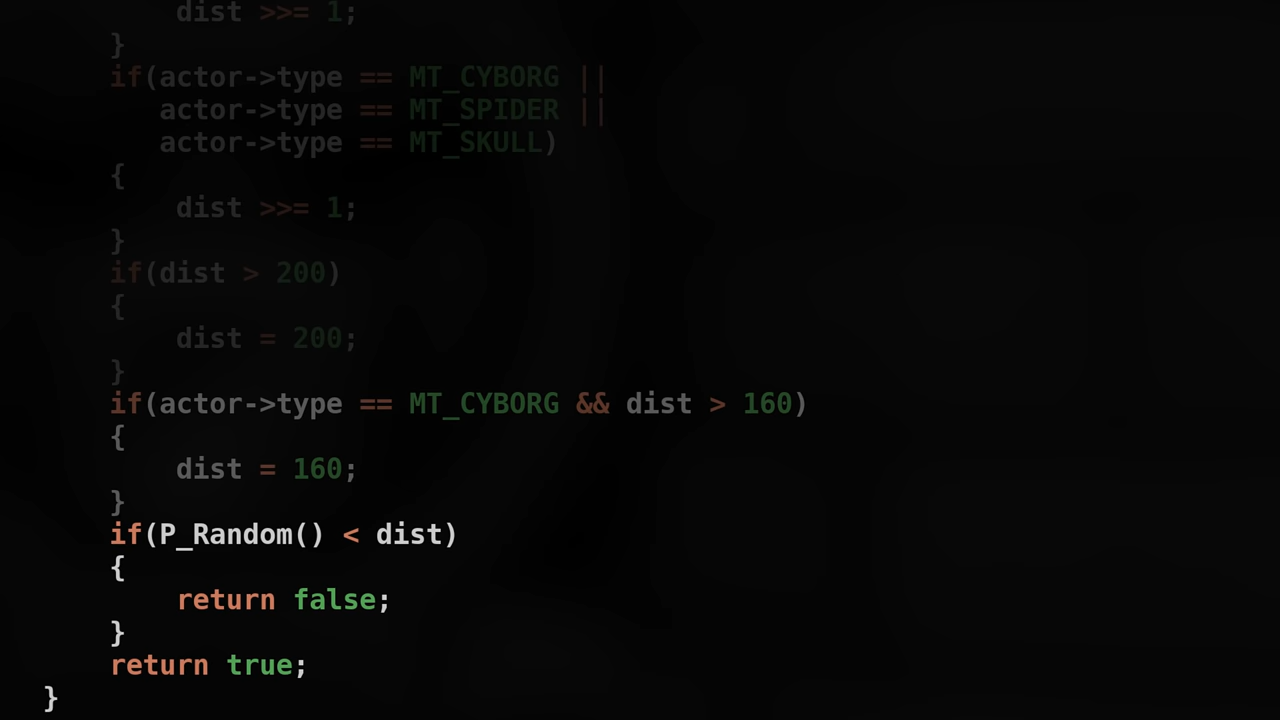 dist >>= 1;
}
if(actor->type == MT_CYBORG ||
actor->type == MT_SPIDER ||
actor->type == MT_SKULL)
{
dist >>= 1;
}
if(dist > 200)
{
dist = 200;
}
if(actor->type == MT_CYBORG && dist > 160)
{
dist = 160;
}
if(P_Random() < dist)
{
return false;
}
return true;
}